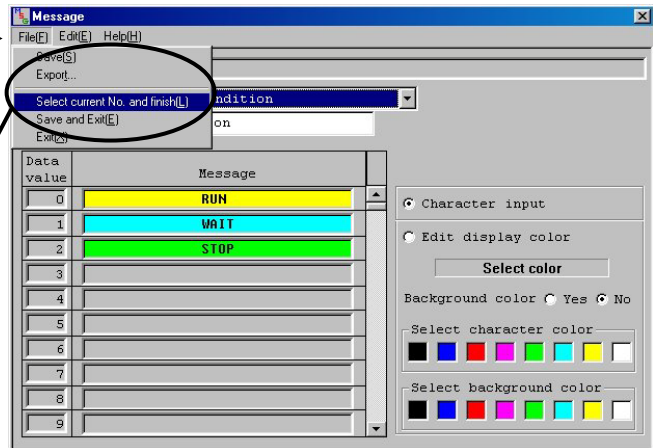 Message
File(F) Edit(E) Help(H)
Save(S)
Export...
Select current No. and finish(L)
Save and Exit(E)
Exit(X)
ndition
on
Data value
Message
0 RUN
1 WAIT
2 STOP
3
4
5
6
7
8
9
Character input
Edit display color
Select color
Background color Yes No
Select character color
Select background color